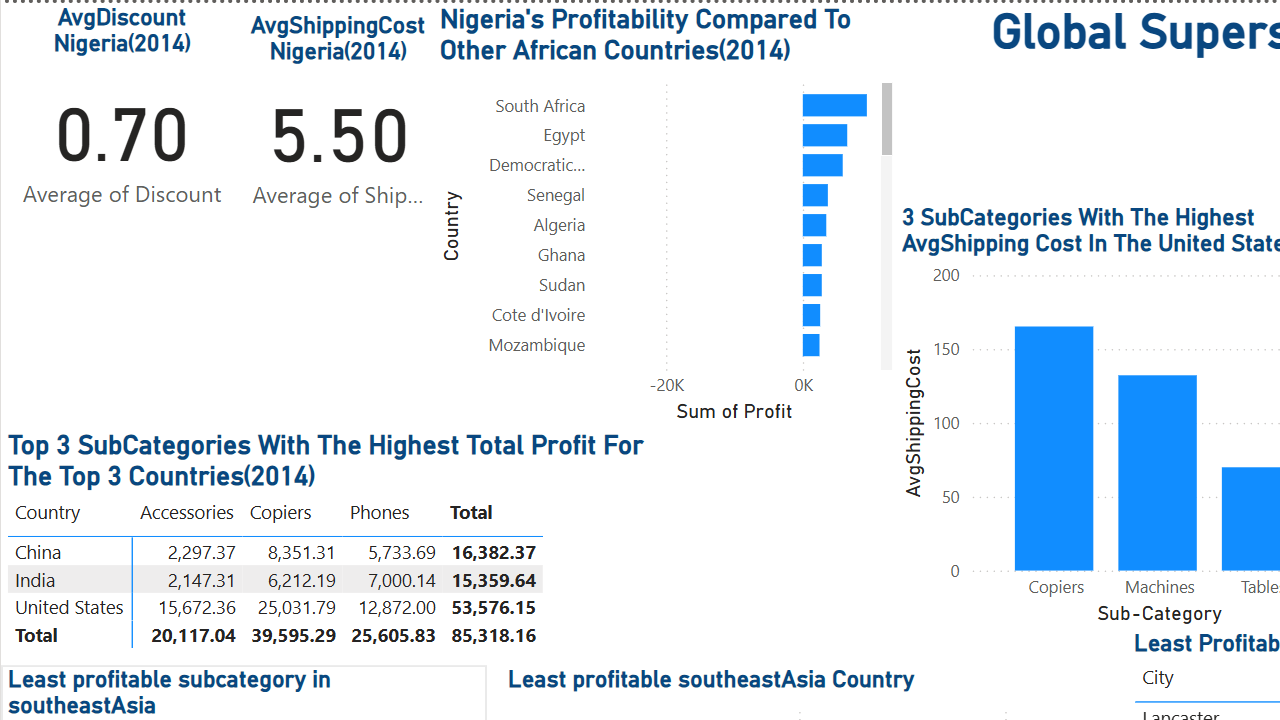 AvgDiscount
Nigeria(2014)
0.70
Average of Discount
AvgShippingCost
Nigeria(2014)
5.50
Average of Ship...
Nigeria's Profitability Compared To
Other African Countries(2014)
Country
South Africa
Egypt
Democratic...
Senegal
Algeria
Ghana
Sudan
Cote d'Ivoire
Mozambique
-20K 0K
Sum of Profit
Global Supers
3 SubCategories With The Highest
AvgShipping Cost In The United State
AvgShippingCost
200
150
100
50
0
Copiers Machines Table
Sub-Category
Top 3 SubCategories With The Highest Total Profit For
The Top 3 Countries(2014)
Country Accessories Copiers Phones Total
China 2,297.37 8,351.31 5,733.69 16,382.37
India 2,147.31 6,212.19 7,000.14 15,359.64
United States 15,672.36 25,031.79 12,872.00 53,576.15
Total 20,117.04 39,595.29 25,605.83 85,318.16
Least profitable subcategory in
southeastAsia
Least profitable southeastAsia Country
Least Profitab
City
Lancaster